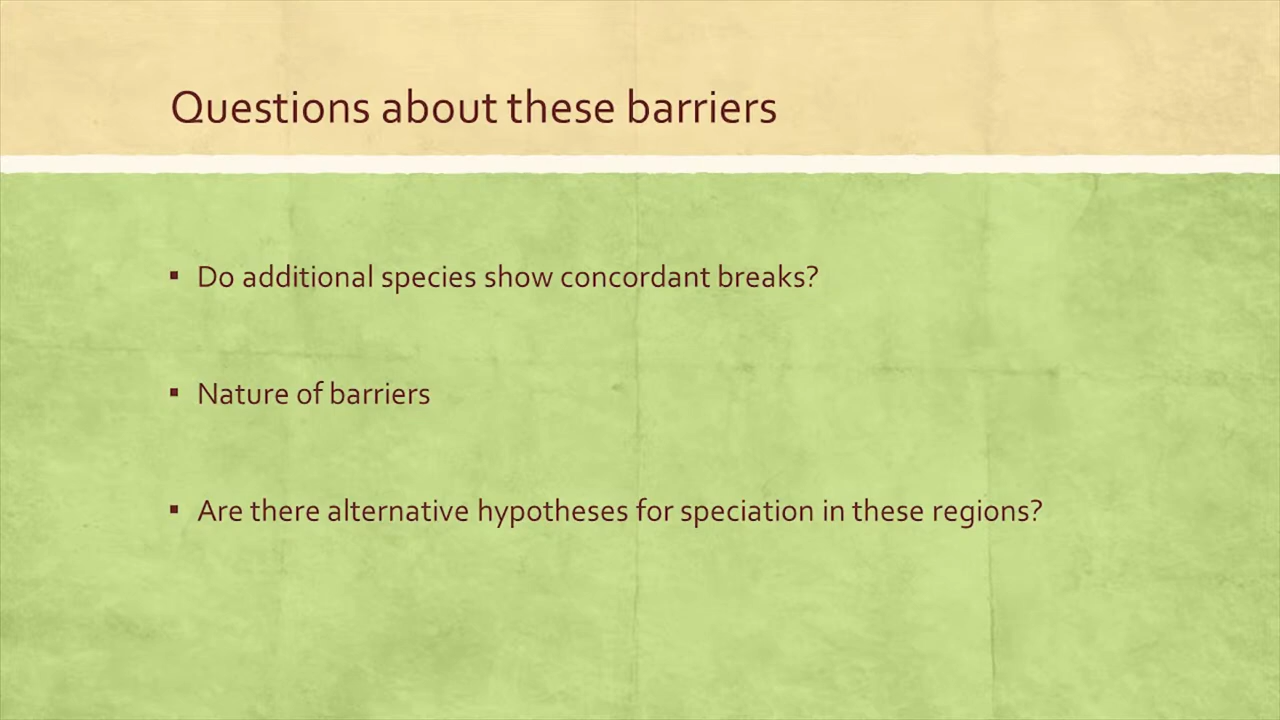 Questions about these barriers
▪ Do additional species show concordant breaks?
▪ Nature of barriers
▪ Are there alternative hypotheses for speciation in these regions?